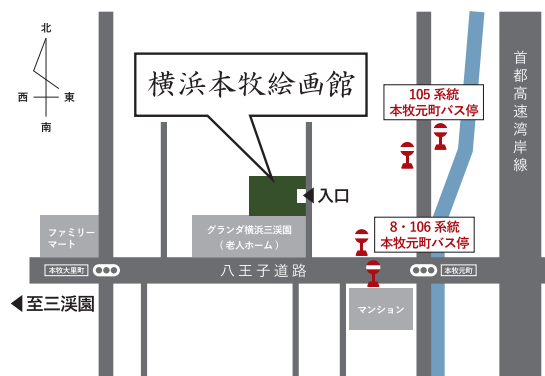 北
西
東
南
横浜本牧絵画館
105 系統
本牧元町バス停
首都高速湾岸線
入口
8・106 系統
本牧元町バス停
ファミリー
マート
グランダ横浜三渓園
（老人ホーム）
本牧大里町
八王子道路
本牧元町
至三渓園
マンション